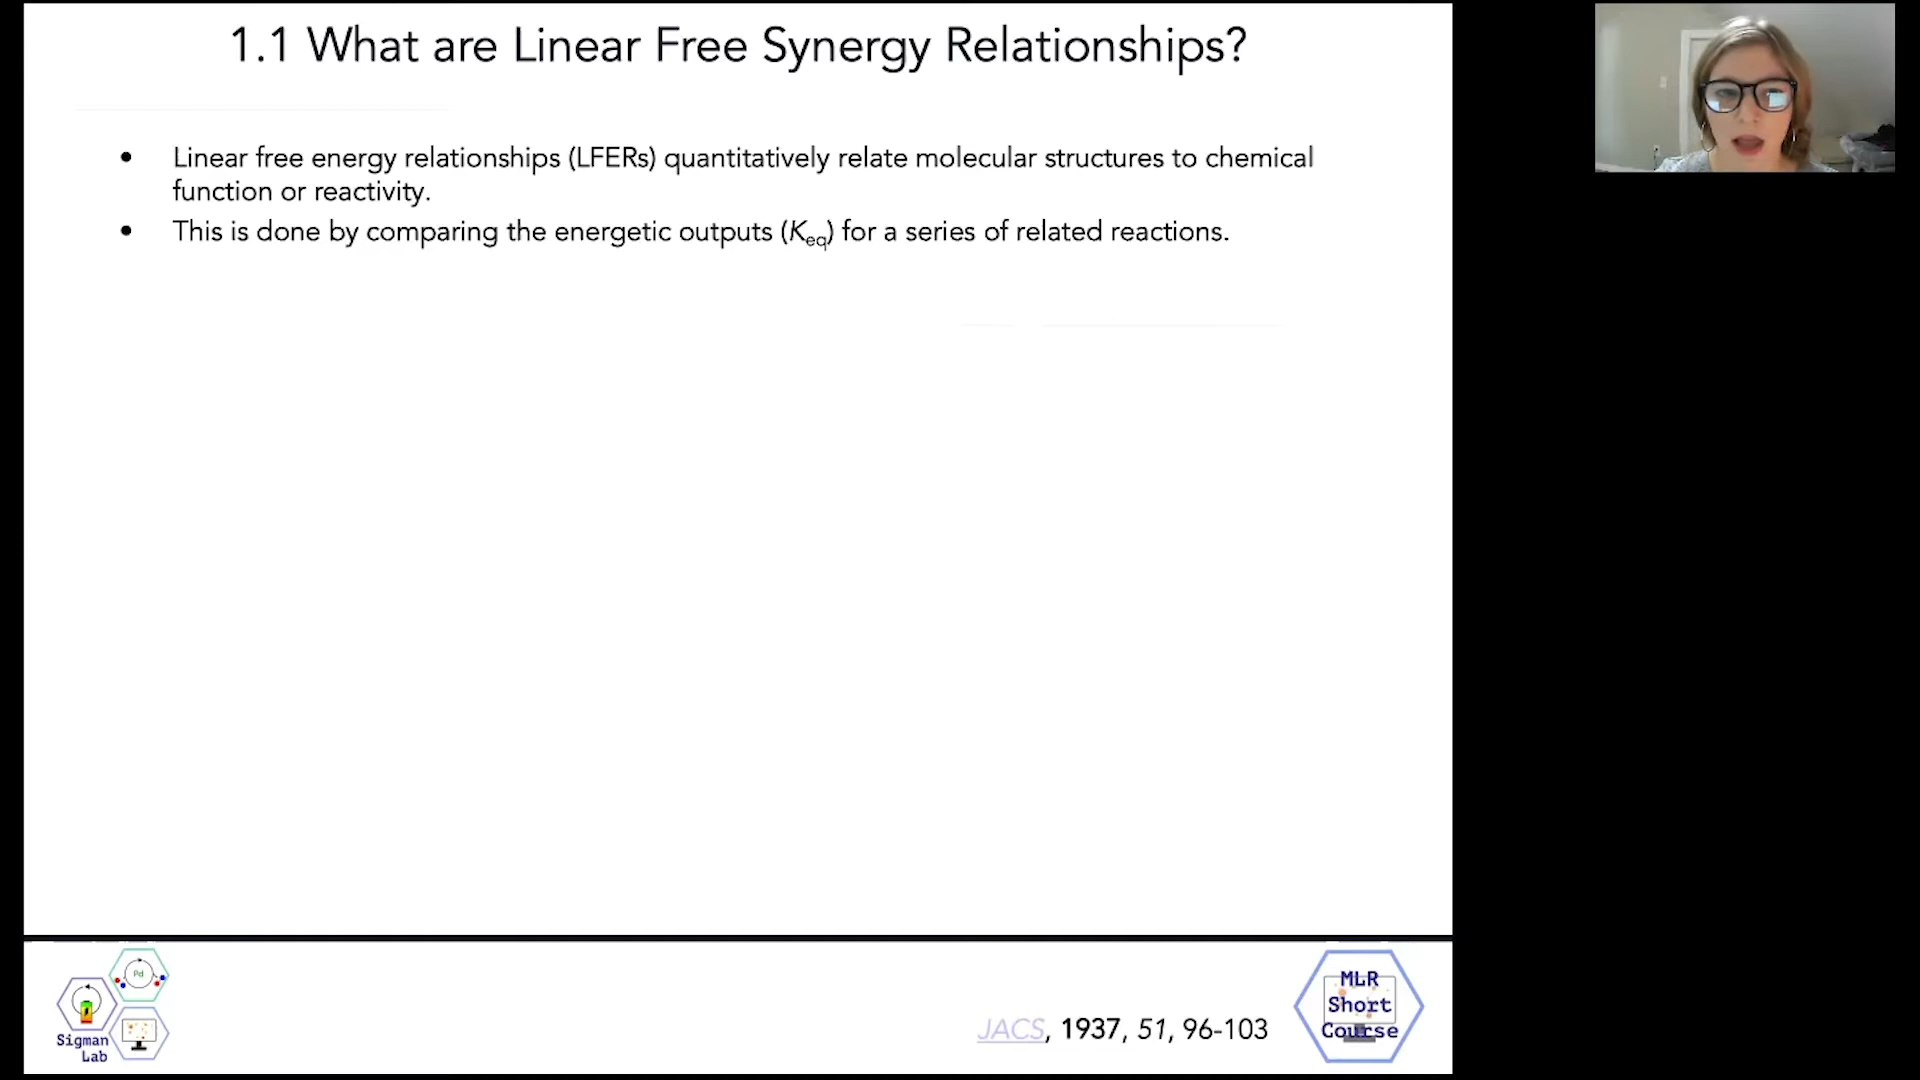 1.1 What are Linear Free Synergy Relationships?
• Linear free energy relationships (LFERs) quantitatively relate molecular structures to chemical
function or reactivity.
• This is done by comparing the energetic outputs (Keq) for a series of related reactions.
Pd
Sigman
Lab
JACS, 1937, 51, 96-103
MLR
Short
Course